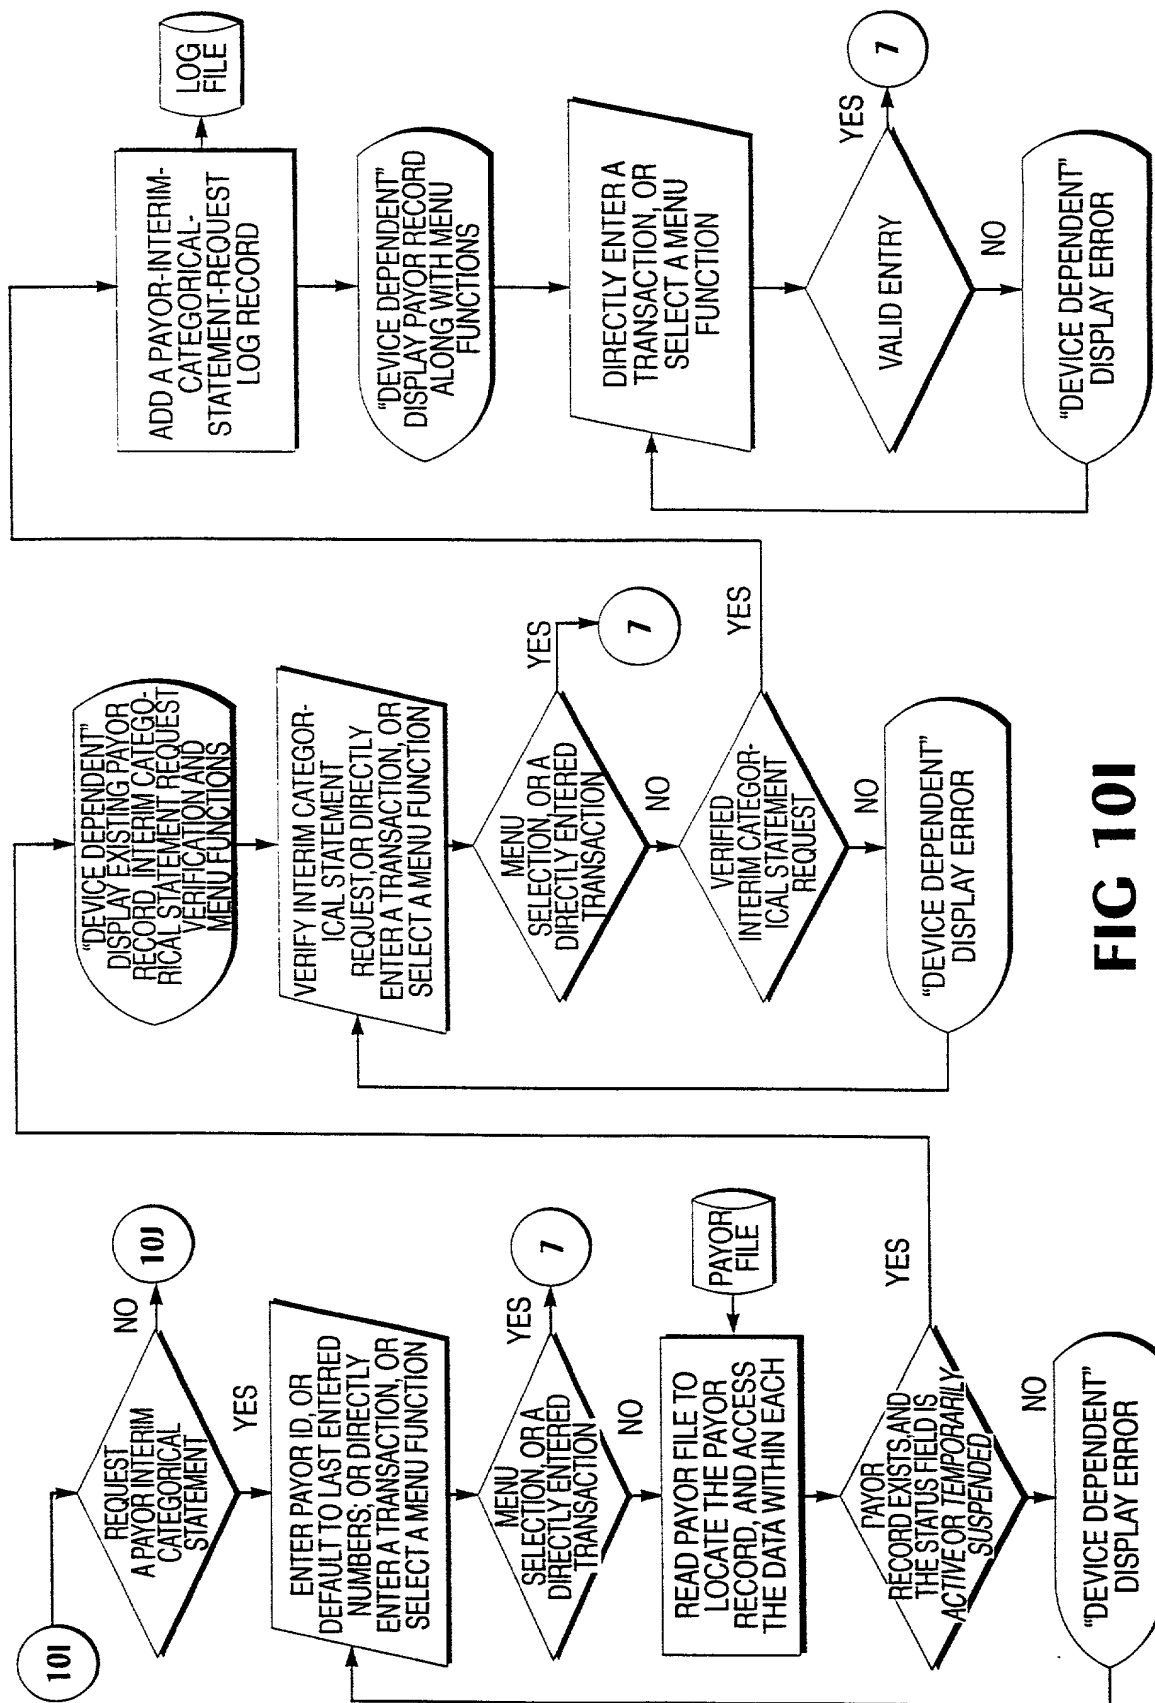 10I
REQUEST
A PAYOR INTERIM
CATEGORICAL
STATEMENT
NO
10J
YES
ENTER PAYOR ID, OR
DEFAULT TO LAST ENTERED
NUMBERS; OR DIRECTLY
ENTER A TRANSACTION, OR
SELECT A MENU FUNCTION
MENU
SELECTION, OR A
DIRECTLY ENTERED
TRANSACTION
YES
7
NO
READ PAYOR FILE TO
LOCATE THE PAYOR
RECORD, AND ACCESS
THE DATA WITHIN EACH
PAYOR
FILE
PAYOR
RECORD EXISTS, AND
THE STATUS FIELD IS
ACTIVE OR TEMPORARILY
SUSPENDED
YES
NO
"DEVICE DEPENDENT"
DISPLAY ERROR
"DEVICE DEPENDENT"
DISPLAY EXISTING PAYOR
RECORD, INTERIM CATEGO-
RICAL STATEMENT REQUEST
VERIFICATION AND
MENU FUNCTIONS
VERIFY INTERIM CATEGOR-
ICAL STATEMENT
REQUEST, OR DIRECTLY
ENTER A TRANSACTION, OR
SELECT A MENU FUNCTION
MENU
SELECTION, OR A
DIRECTLY ENTERED
TRANSACTION
YES
7
NO
VERIFIED
INTERIM CATEGOR-
ICAL STATEMENT
REQUEST
YES
NO
"DEVICE DEPENDENT"
DISPLAY ERROR
ADD A PAYOR-INTERIM-
CATEGORICAL-
STATEMENT-REQUEST
LOG RECORD
LOG
FILE
"DEVICE DEPENDENT"
DISPLAY PAYOR RECORD
ALONG WITH MENU
FUNCTIONS
DIRECTLY ENTER A
TRANSACTION, OR
SELECT A MENU
FUNCTION
VALID ENTRY
YES
7
NO
"DEVICE DEPENDENT"
DISPLAY ERROR
FIG 10I